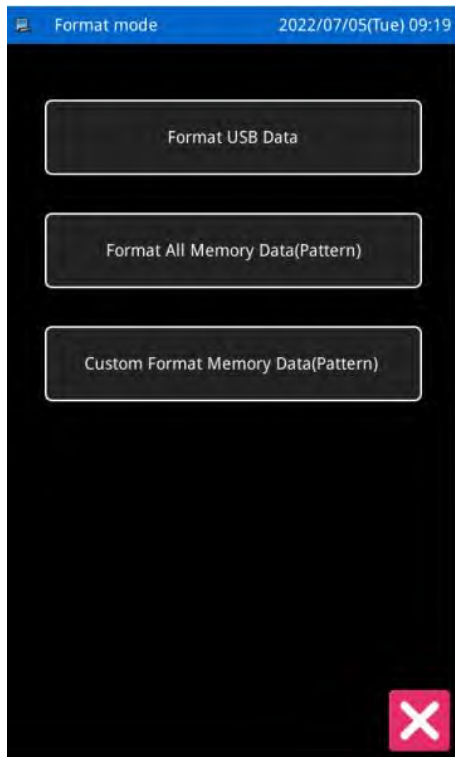 Format mode 2022/07/05(Tue) 09:19
Format USB Data
Format All Memory Data(Pattern)
Custom Format Memory Data(Pattern)